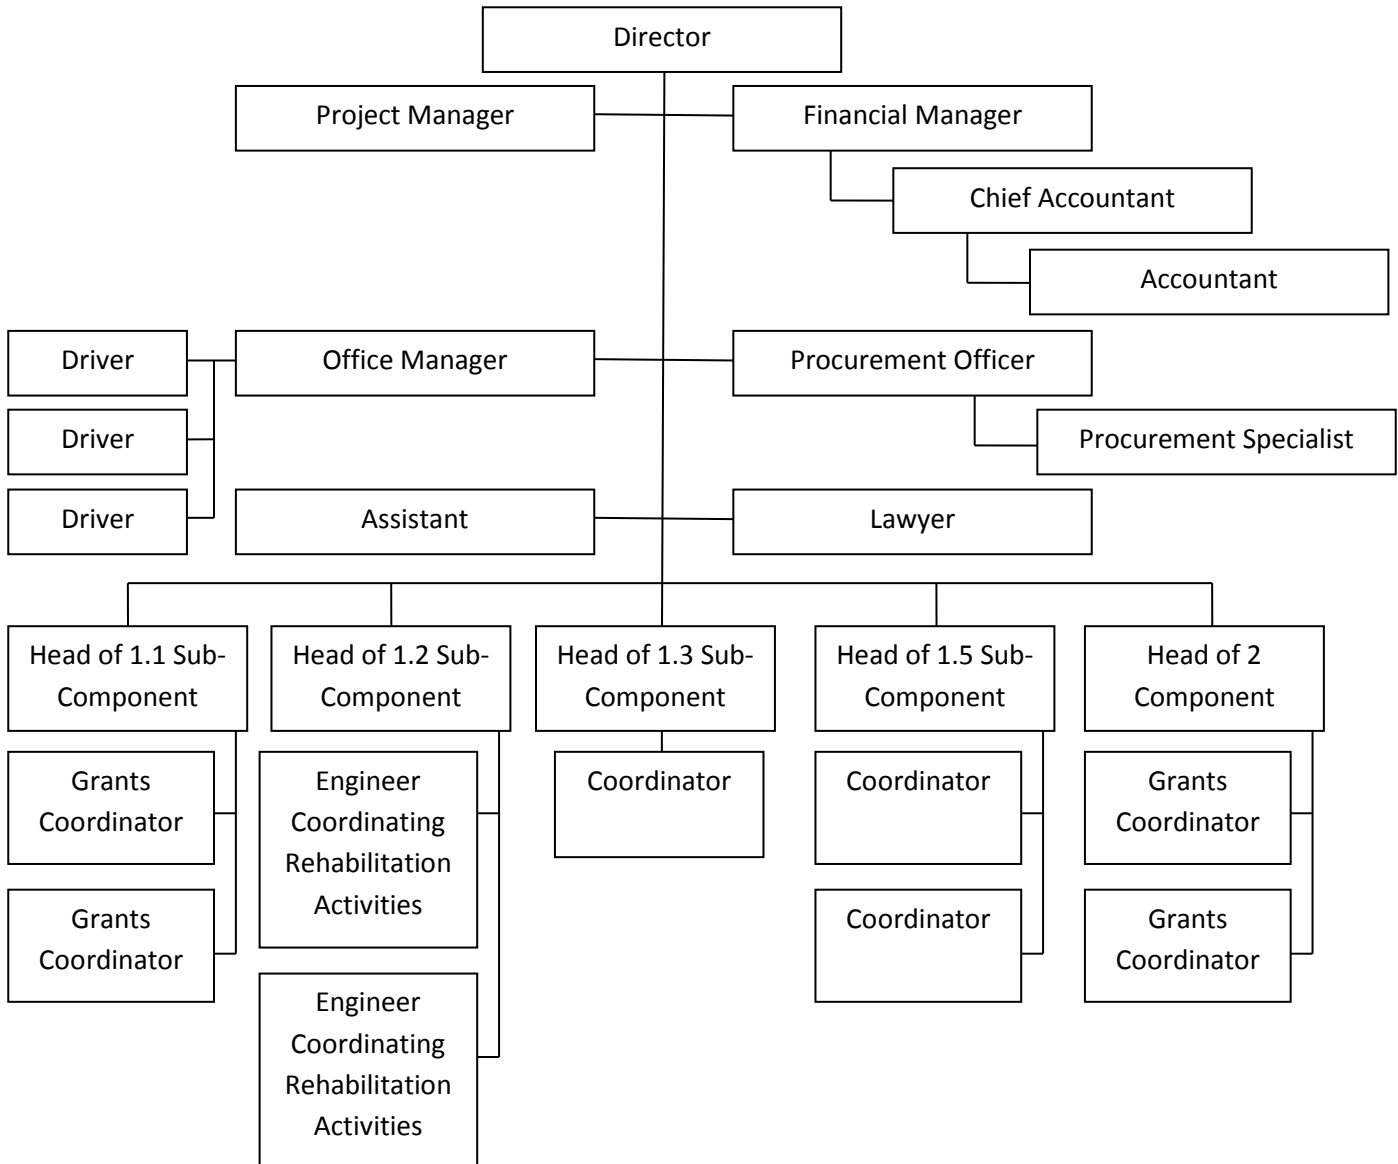 Director
Project Manager
Financial Manager
Chief Accountant
Accountant
Driver
Office Manager
Procurement Officer
Driver
Procurement Specialist
Driver
Assistant
Lawyer
Head of 1.1 Sub-
Component
Head of 1.2 Sub-
Component
Head of 1.3 Sub-
Component
Head of 1.5 Sub-
Component
Head of 2
Component
Grants
Coordinator
Grants
Coordinator
Engineer
Coordinating
Rehabilitation
Activities
Engineer
Coordinating
Rehabilitation
Activities
Coordinator
Coordinator
Coordinator
Grants
Coordinator
Grants
Coordinator